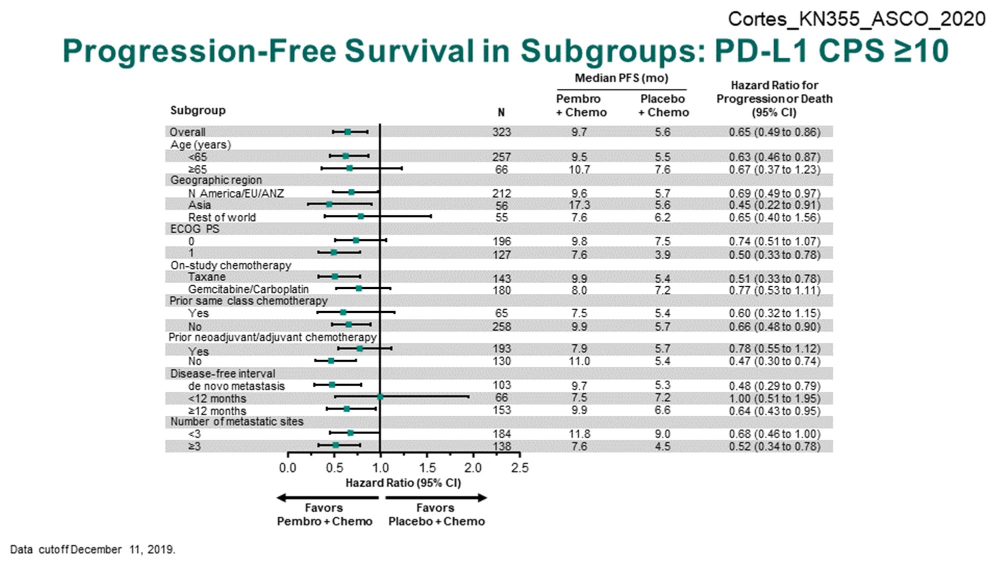 Cortes_KN355_ASCO_2020
Progression-Free Survival in Subgroups: PD-L1 CPS ≥10
Median PFS (mo)
Hazard Ratio for
Progression or Death
(95% CI)
Subgroup N Pembro + Chemo Placebo + Chemo
Overall 323 9.7 5.6 0.65 (0.49 to 0.86)
Age (years)
<65 257 9.5 5.5 0.63 (0.46 to 0.87)
≥65 66 10.7 7.6 0.67 (0.37 to 1.23)
Geographic region
N America/EU/ANZ 212 9.6 5.7 0.69 (0.49 to 0.97)
Asia 56 17.3 5.6 0.45 (0.22 to 0.91)
Rest of world 55 7.6 6.2 0.65 (0.40 to 1.56)
ECOG PS
0 196 9.8 7.5 0.74 (0.51 to 1.07)
1 127 7.6 3.9 0.50 (0.33 to 0.78)
On-study chemotherapy
Taxane 143 9.9 5.4 0.51 (0.33 to 0.78)
Gemcitabine/Carboplatin 180 8.0 7.2 0.77 (0.53 to 1.11)
Prior same class chemotherapy
Yes 65 7.5 5.4 0.60 (0.32 to 1.15)
No 258 9.9 5.7 0.66 (0.48 to 0.90)
Prior neoadjuvant/adjuvant chemotherapy
Yes 193 7.9 5.7 0.78 (0.55 to 1.12)
No 130 11.0 5.4 0.47 (0.30 to 0.74)
Disease-free interval
de novo metastasis 103 9.7 5.3 0.48 (0.29 to 0.79)
<12 months 66 7.5 7.2 1.00 (0.51 to 1.95)
≥12 months 153 9.9 6.6 0.64 (0.43 to 0.95)
Number of metastatic sites
<3 184 11.8 9.0 0.68 (0.46 to 1.00)
≥3 138 7.6 4.5 0.52 (0.34 to 0.78)
0.0 0.5 1.0 1.5 2.0 2.5
Hazard Ratio (95% CI)
Favors Favors
Pembro + Chemo Placebo + Chemo
Data cutoff December 11, 2019.